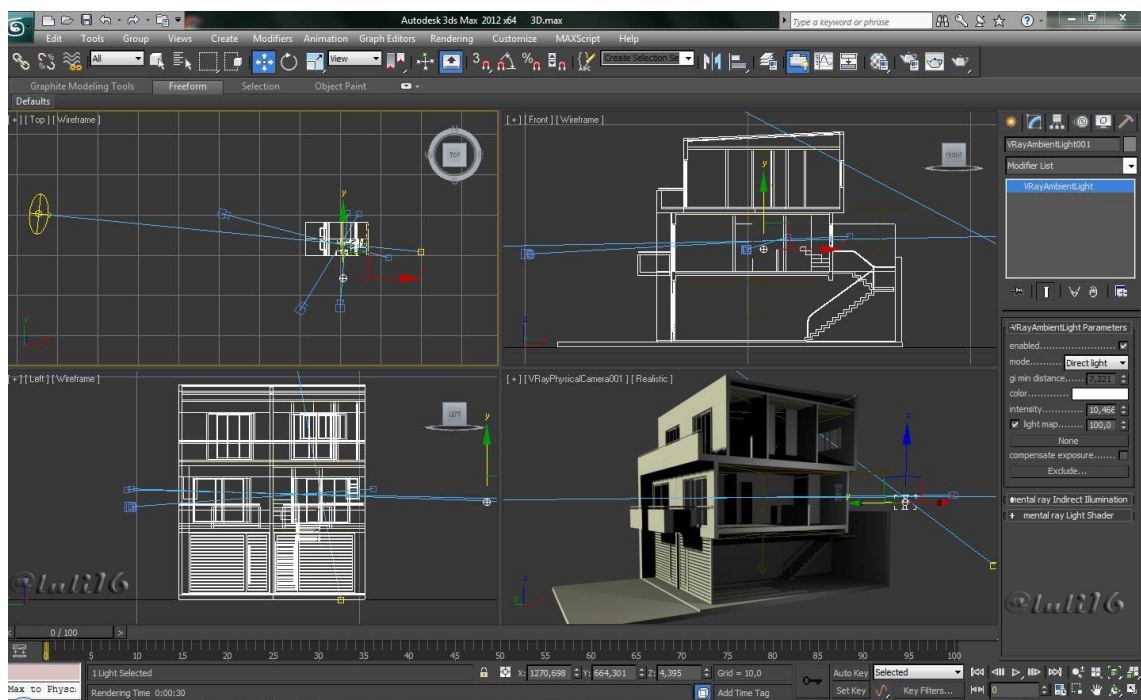 Autodesk 3ds Max 2012 x64 3D.max
Type a keyword or phrase
Edit Tools Group Views Create Modifiers Animation Graph Editors Rendering Customize MAXScript Help
All
View
Create Selection Se
Graphite Modeling Tools Freeform Selection Object Paint
Defaults
[ + ] [ Top ] [ Wireframe ]
TOP
[ + ] [ Front ] [ Wireframe ]
FRONT
[ + ] [ Left ] [ Wireframe ]
LEFT
[ + ] [ VRayPhysicalCamera001 ] [ Realistic ]
VRayAmbientLight001
Modifier List
VRayAmbientLight
-VRayAmbientLight Parameters
enabled
mode.......... Direct light
gi min distance...... 7,221
color
intensity 10,466
light map........ 100,0
None
compensate exposure.......
Exclude...
mental ray Indirect Illumination
+ mental ray Light Shader
@luli76
@luli76
0 / 100
0 5 10 15 20 25 30 35 40 45 50 55 60 65 70 75 80 85 90 95 100
1 Light Selected
X: 1270,698 Y: 664,301 Z: 4,395 Grid = 10,0
Auto Key Selected
Max to Physc:
Rendering Time 0:00:30
Add Time Tag
Set Key Key Filters...
0